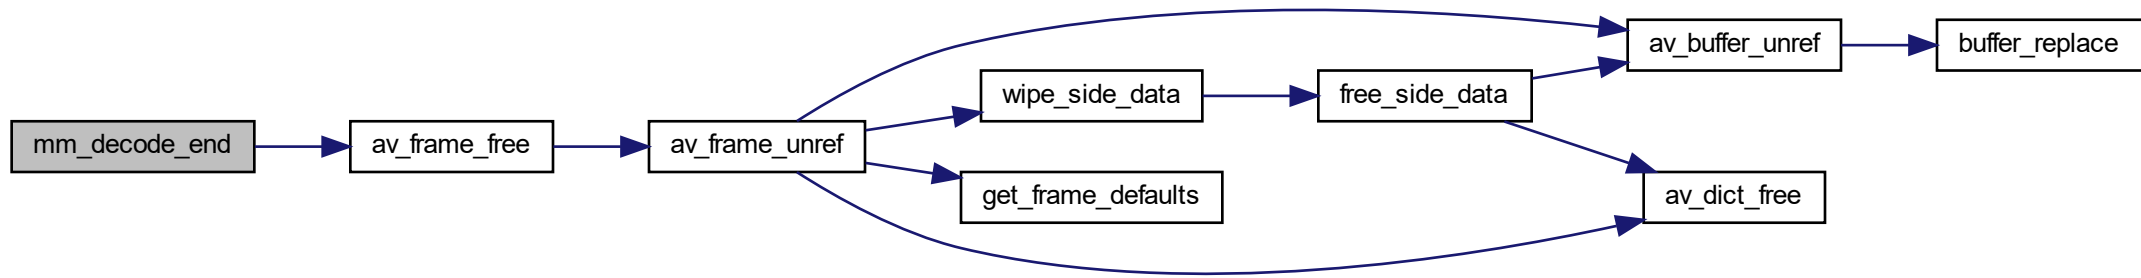 mm_decode_end
av_frame_free
av_frame_unref
wipe_side_data
get_frame_defaults
free_side_data
av_buffer_unref
av_dict_free
buffer_replace